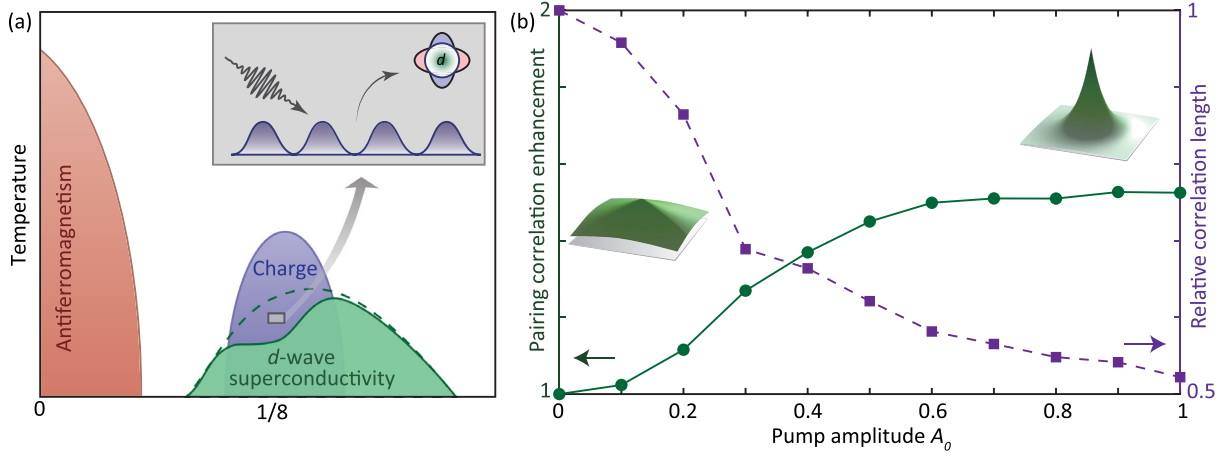 (a)
Temperature
Antiferromagnetism
d
Charge
d-wave
superconductivity
0
1/8
(b)
2
1
Pairing correlation enhancement
1
0.5
Relative correlation length
0
0.2
0.4
0.6
0.8
1
Pump amplitude A0